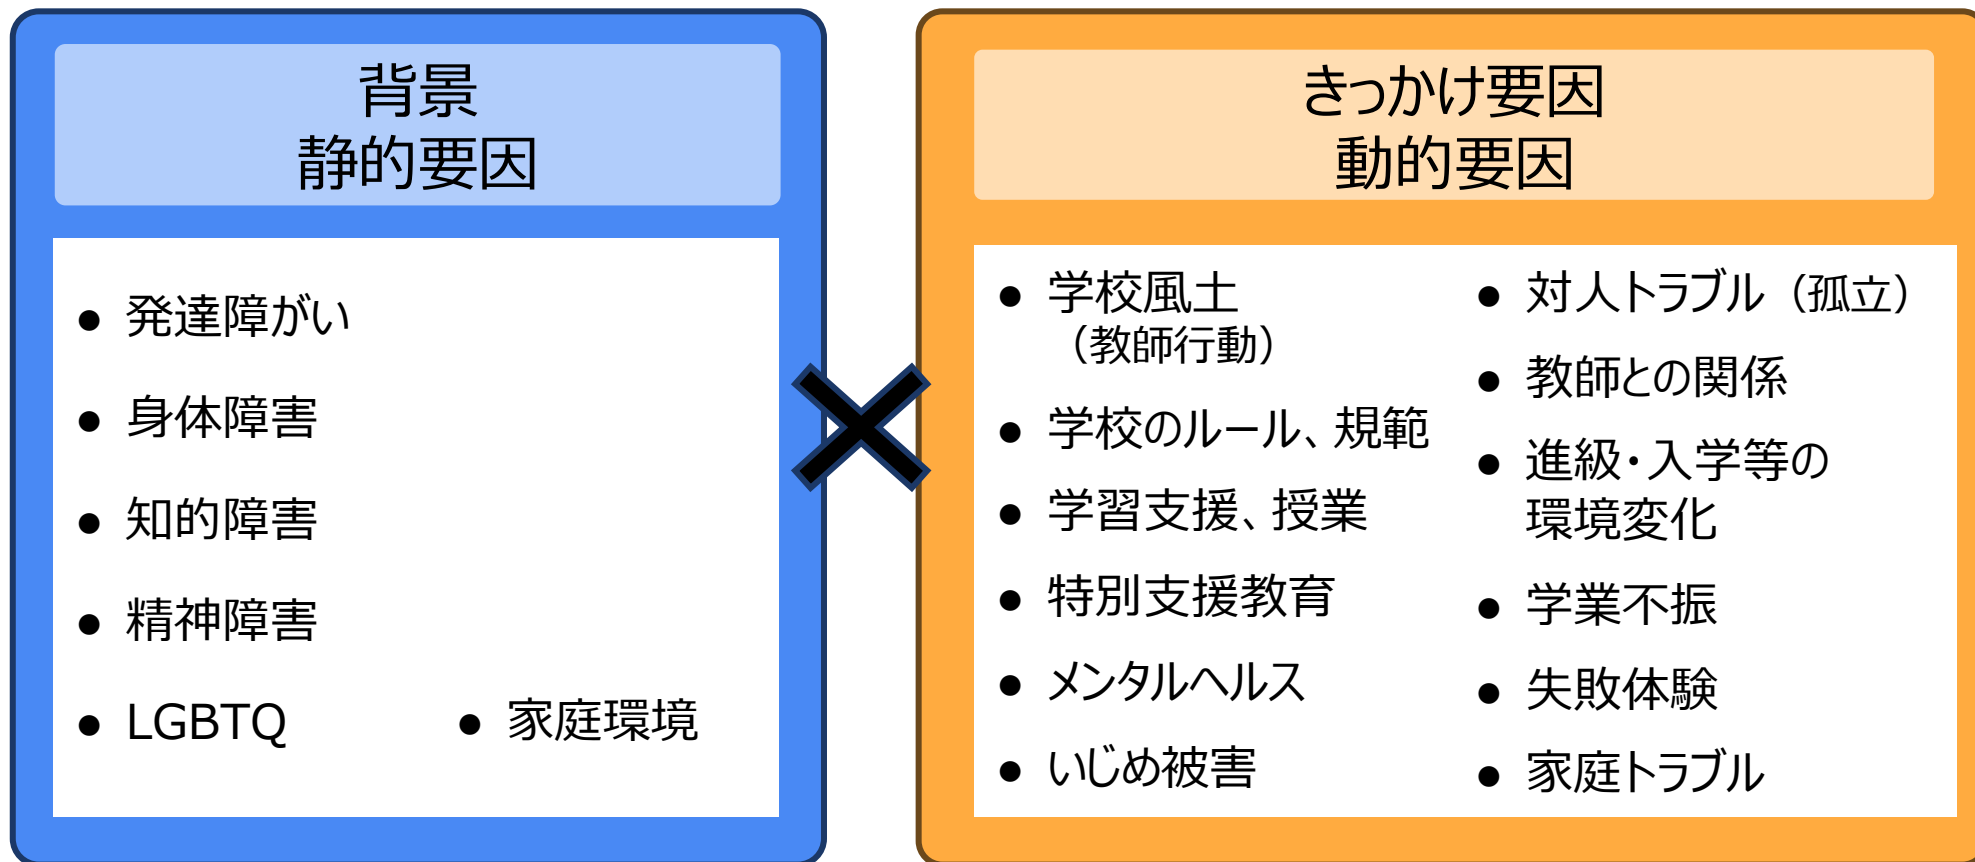 背景
静的要因
● 発達障がい
● 身体障害
● 知的障害
● 精神障害
● LGBTQ
● 家庭環境
きっかけ要因
動的要因
● 学校風土
（教師行動）
● 学校のルール、規範
● 学習支援、授業
● 特別支援教育
● メンタルヘルス
● いじめ被害
● 対人トラブル（孤立）
● 教師との関係
● 進級・入学等の
環境変化
● 学業不振
● 失敗体験
● 家庭トラブル